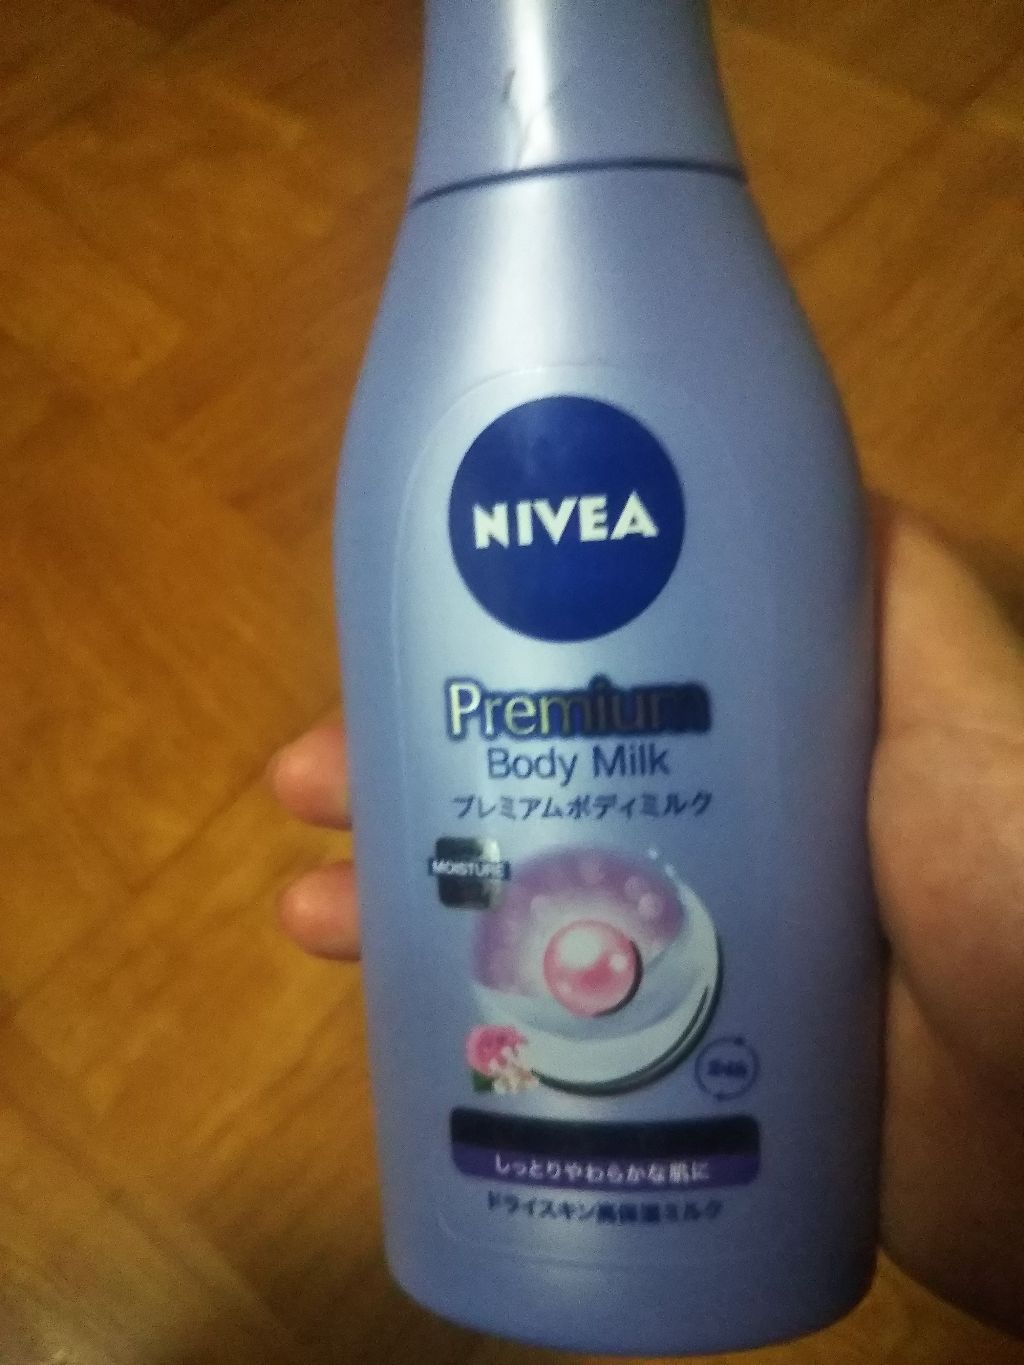 NIVEA
Premium
Body Milk
プレミアムボディミルク
MOISTURE
24h
しっとりやわらかな肌に
ドライスキン高保湿ミルク